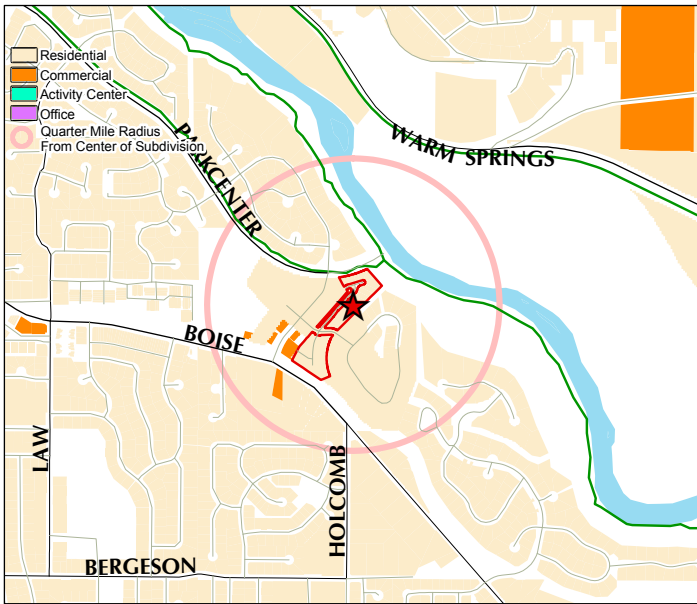 Residential
Commercial
Activity Center
Office
Quarter Mile Radius
From Center of Subdivision
PARKCENTER
WARM SPRINGS
BOISE
LAW
HOLCOMB
BERGESON